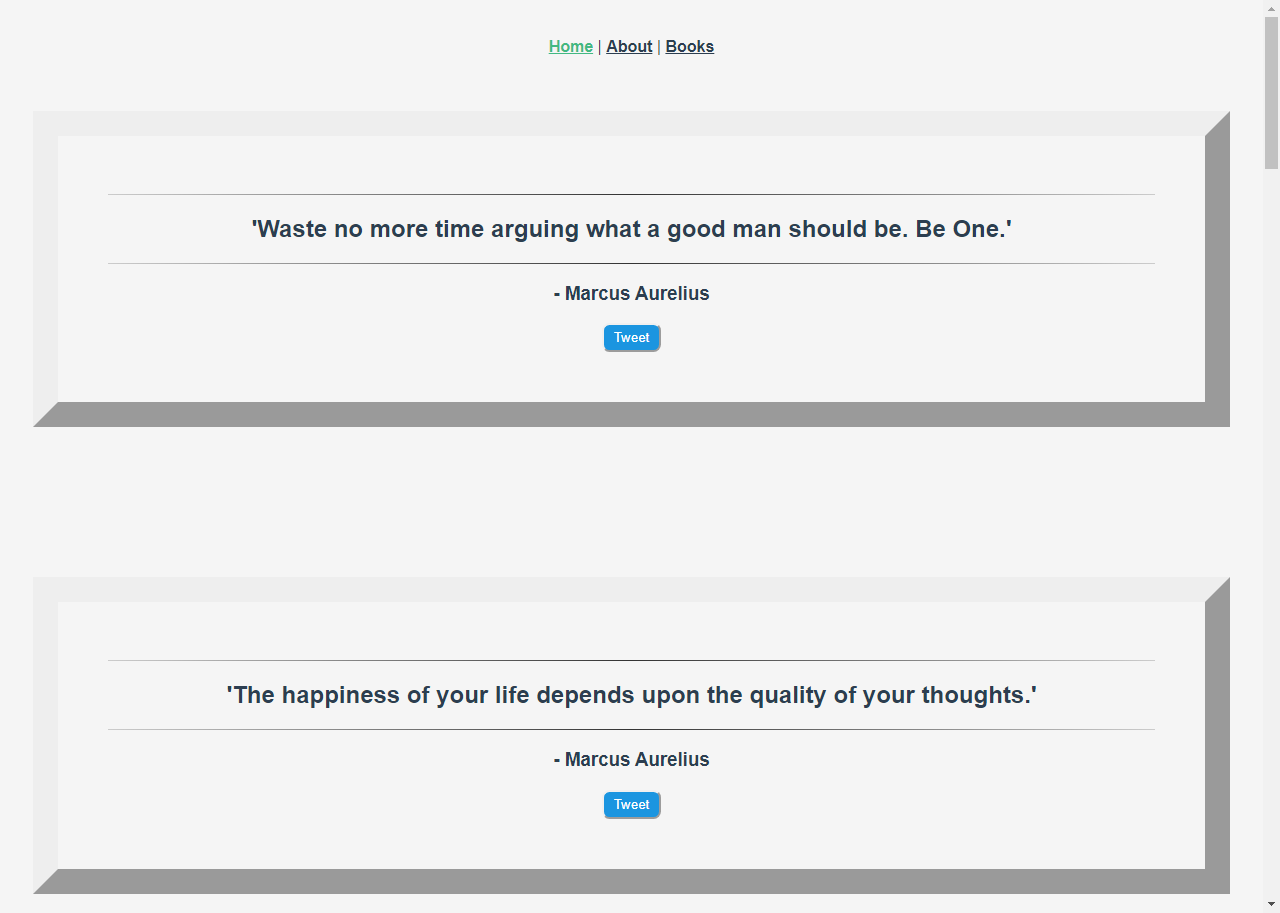 Home | About | Books
'Waste no more time arguing what a good man should be. Be One.'
- Marcus Aurelius
Tweet
'The happiness of your life depends upon the quality of your thoughts.'
- Marcus Aurelius
Tweet